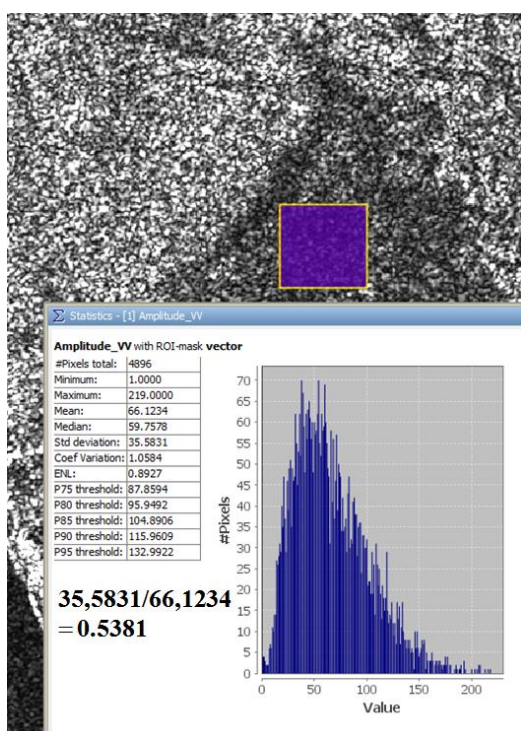 Σ Statistics - [1] Amplitude_VV
Amplitude_VV with ROI-mask vector
#Pixels total: 4896
Minimum: 1.0000
Maximum: 219.0000
Mean: 66.1234
Median: 59.7578
Std deviation: 35.5831
Coef Variation: 1.0584
ENL: 0.8927
P75 threshold: 87.8594
P80 threshold: 95.9492
P85 threshold: 104.8906
P90 threshold: 115.9609
P95 threshold: 132.9922
35,5831/66,1234
=0.5381
#Pixels
70
65
60
55
50
45
40
35
30
25
20
15
10
5
0
0 50 100 150 200
Value